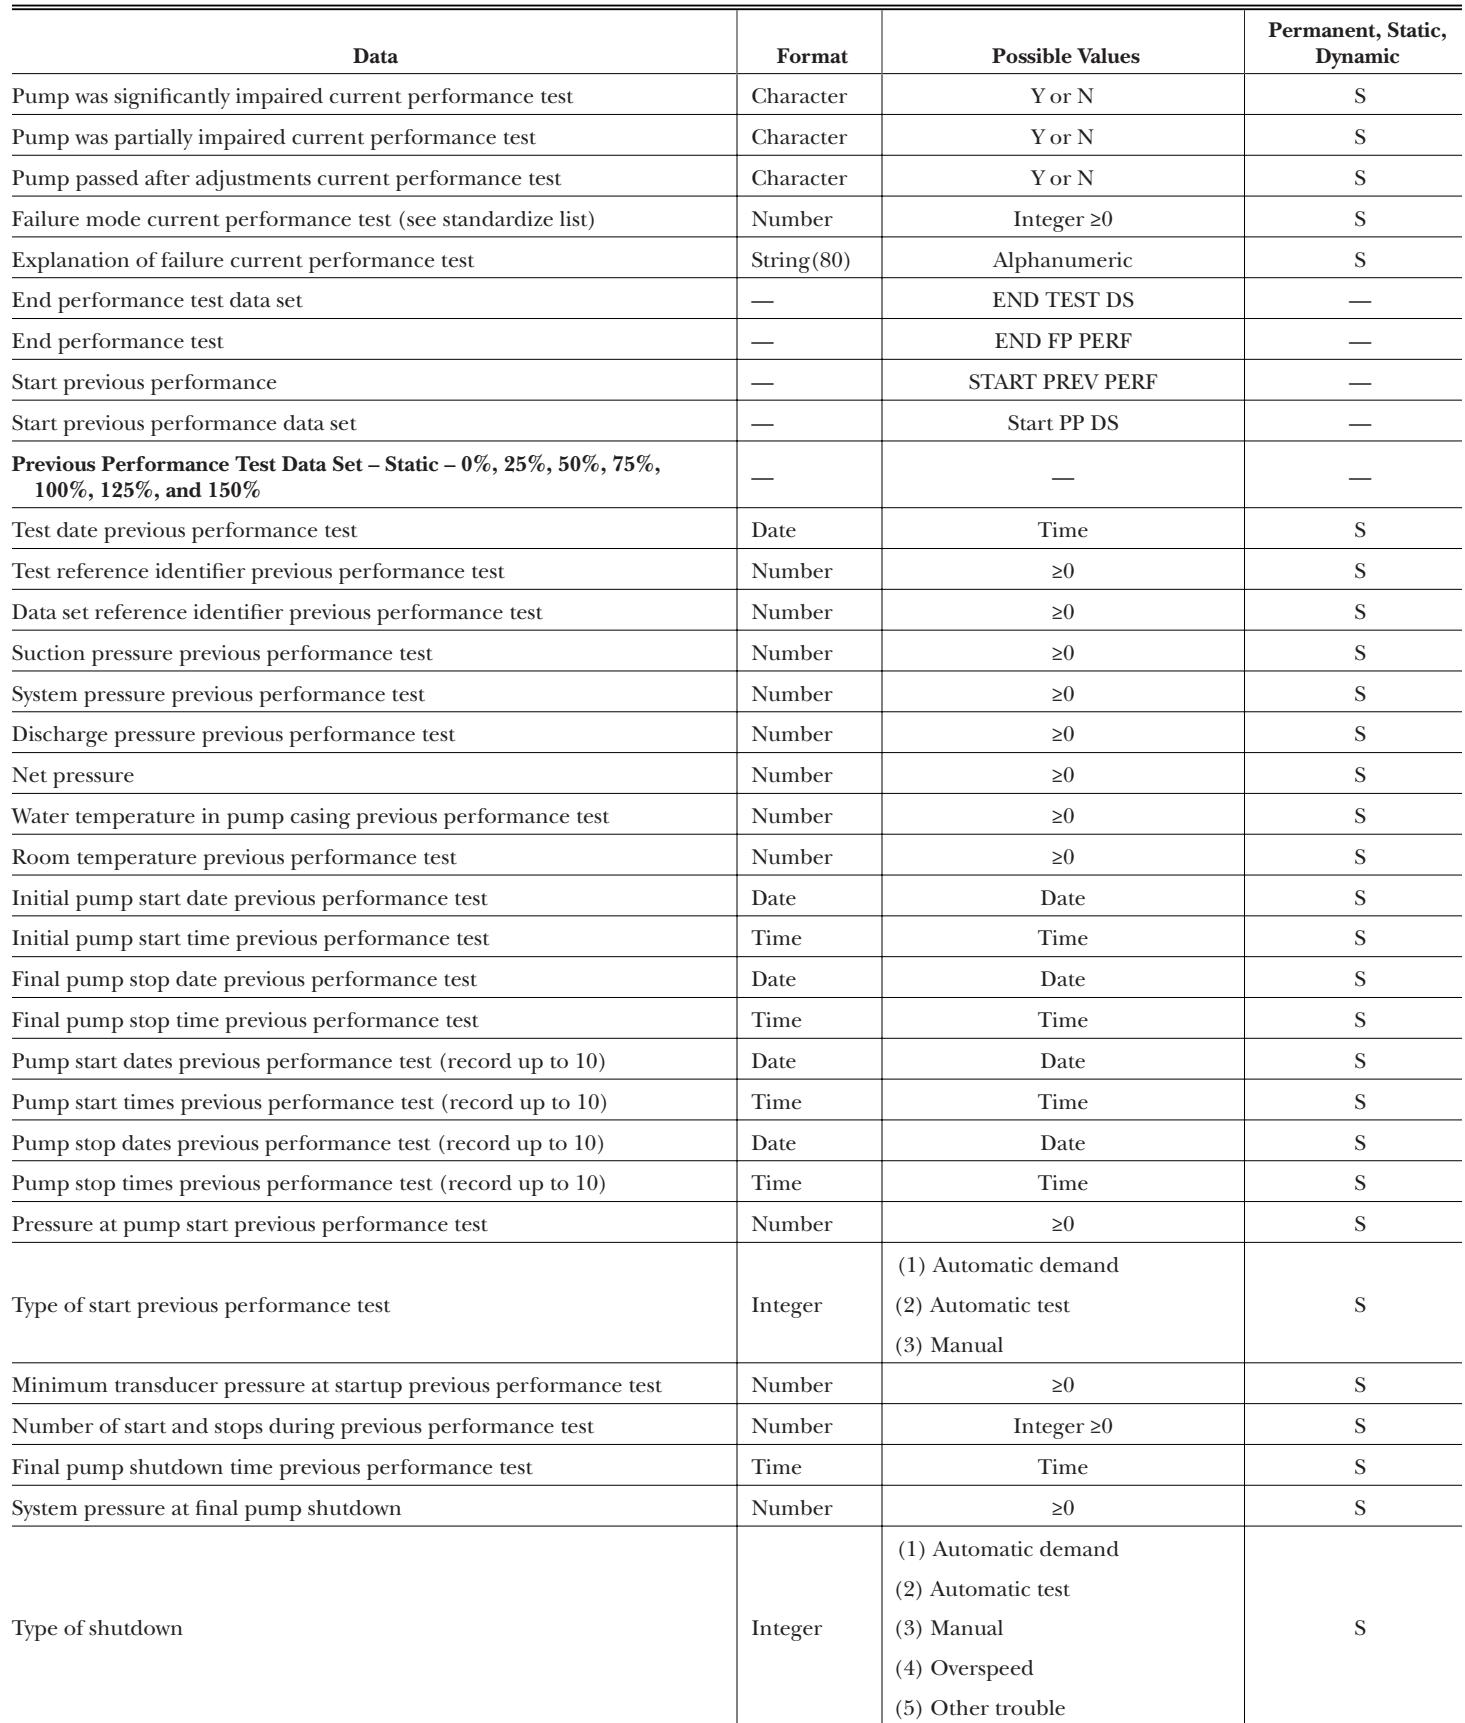 Data Format Possible Values Permanent, Static,
Dynamic
Pump was significantly impaired current performance test Character Y or N S
Pump was partially impaired current performance test Character Y or N S
Pump passed after adjustments current performance test Character Y or N S
Failure mode current performance test (see standardize list) Number Integer ≥0 S
Explanation of failure current performance test String(80) Alphanumeric S
End performance test data set — END TEST DS —
End performance test — END FP PERF —
Start previous performance — START PREV PERF —
Start previous performance data set — Start PP DS —
Previous Performance Test Data Set – Static – 0%, 25%, 50%, 75%,
100%, 125%, and 150% — — —
Test date previous performance test Date Time S
Test reference identifier previous performance test Number ≥0 S
Data set reference identifier previous performance test Number ≥0 S
Suction pressure previous performance test Number ≥0 S
System pressure previous performance test Number ≥0 S
Discharge pressure previous performance test Number ≥0 S
Net pressure Number ≥0 S
Water temperature in pump casing previous performance test Number ≥0 S
Room temperature previous performance test Number ≥0 S
Initial pump start date previous performance test Date Date S
Initial pump start time previous performance test Time Time S
Final pump stop date previous performance test Date Date S
Final pump stop time previous performance test Time Time S
Pump start dates previous performance test (record up to 10) Date Date S
Pump start times previous performance test (record up to 10) Time Time S
Pump stop dates previous performance test (record up to 10) Date Date S
Pump stop times previous performance test (record up to 10) Time Time S
Pressure at pump start previous performance test Number ≥0 S
(1) Automatic demand
Type of start previous performance test Integer (2) Automatic test S
(3) Manual
Minimum transducer pressure at startup previous performance test Number ≥0 S
Number of start and stops during previous performance test Number Integer ≥0 S
Final pump shutdown time previous performance test Time Time S
System pressure at final pump shutdown Number ≥0 S
(1) Automatic demand
(2) Automatic test
Type of shutdown Integer (3) Manual S
(4) Overspeed
(5) Other trouble